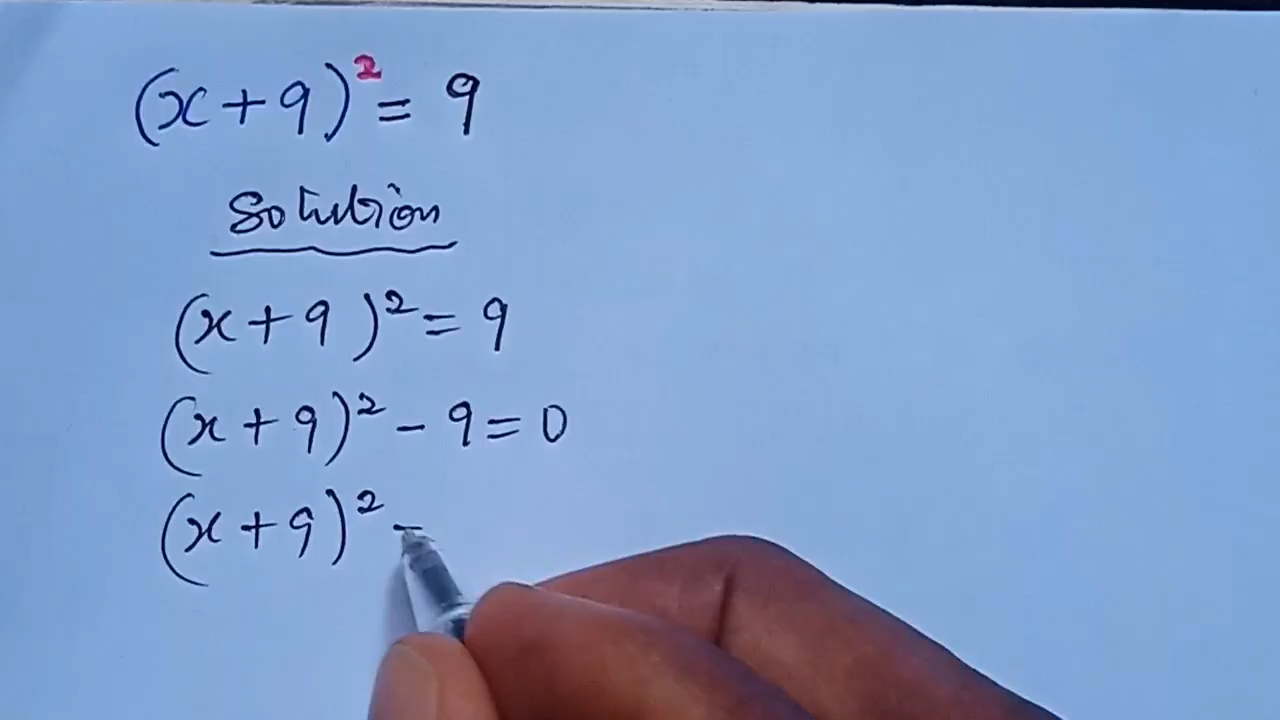 (x+9)² = 9
Solution
(x+9)² = 9
(x+9)² - 9 = 0
(x+9)² -